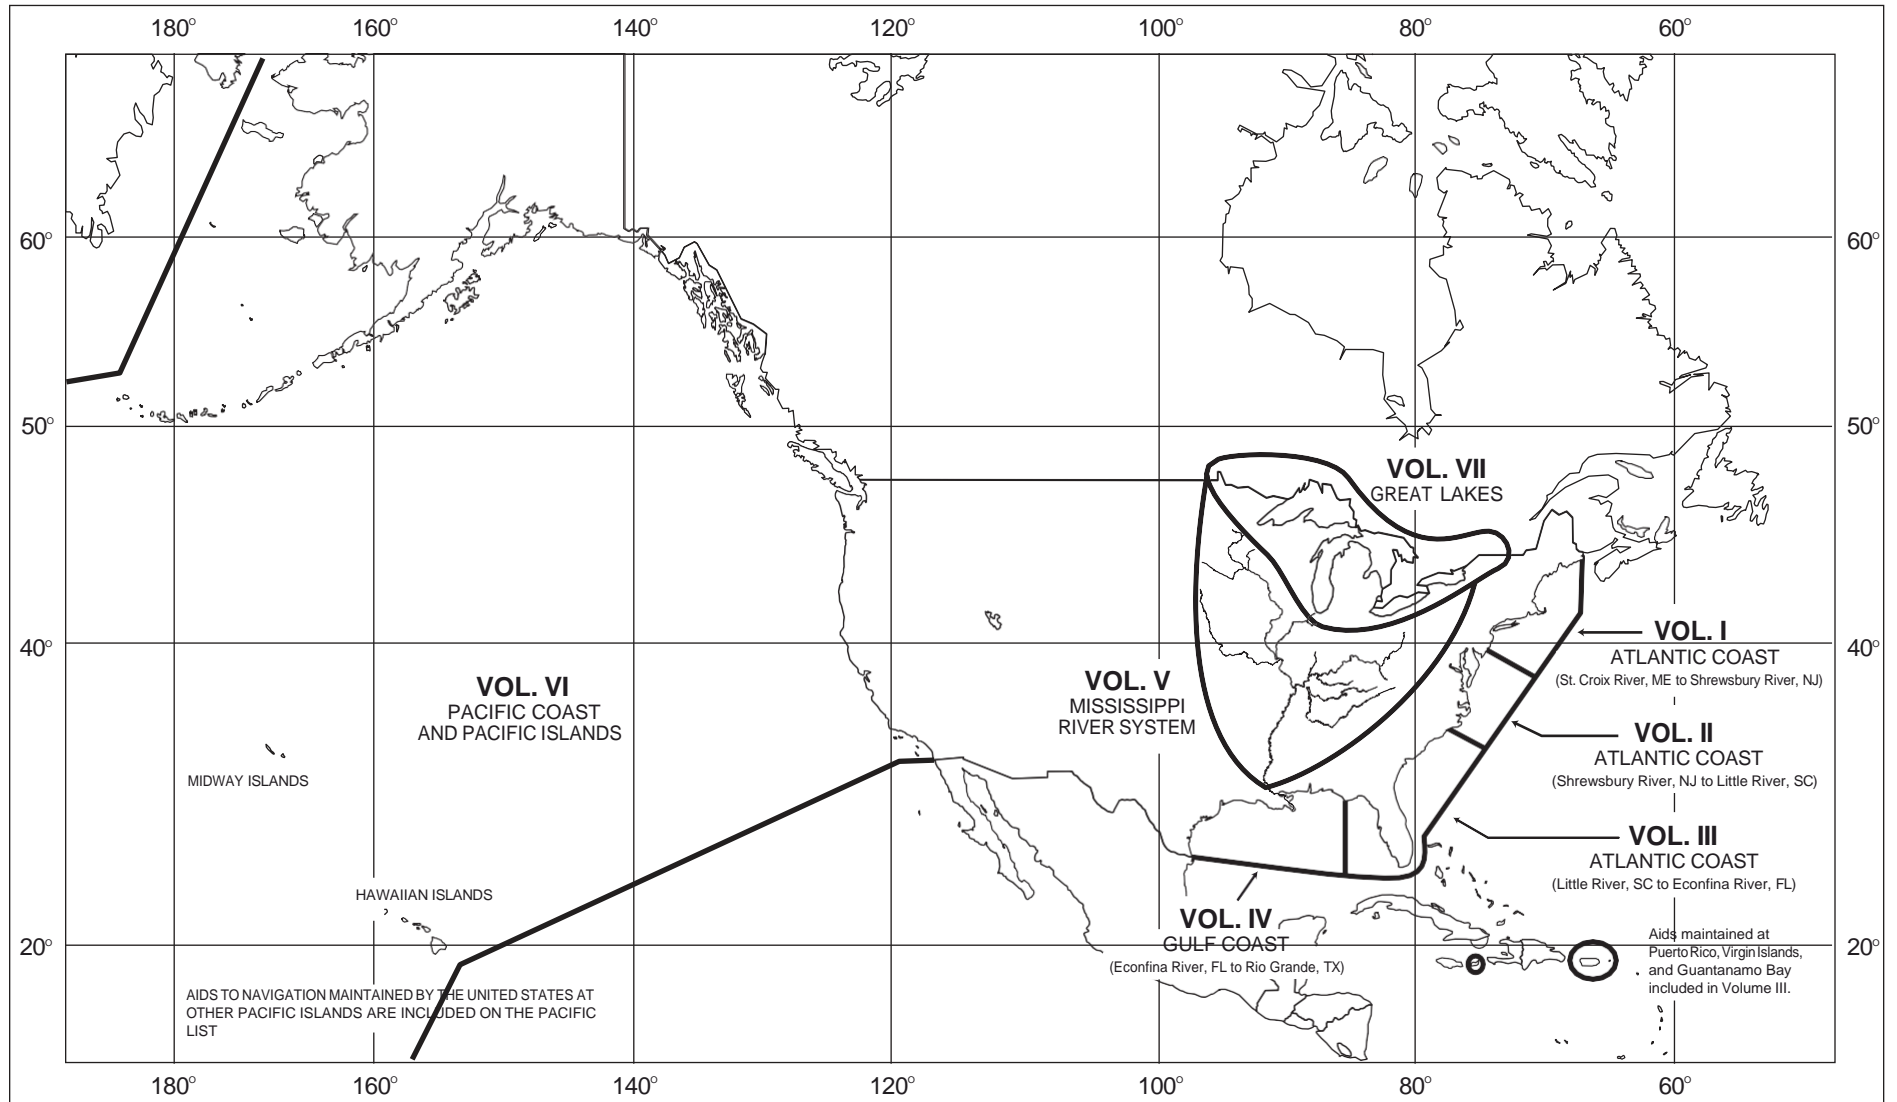 180° 160° 140° 120° 100° 80° 60°
60° 60°
50° 50°
VOL. VII
GREAT LAKES
40° 40°
VOL. I
ATLANTIC COAST
(St. Croix River, ME to Shrewsbury River, NJ)
VOL. VI
PACIFIC COAST
AND PACIFIC ISLANDS
VOL. V
MISSISSIPPI
RIVER SYSTEM
VOL. II
ATLANTIC COAST
(Shrewsbury River, NJ to Little River, SC)
MIDWAY ISLANDS
VOL. III
ATLANTIC COAST
(Little River, SC to Econfina River, FL)
HAWAIIAN ISLANDS
VOL. IV
GULF COAST
(Econfina River, FL to Rio Grande, TX)
20° 20°
Aids maintained at
Puerto Rico, Virgin Islands,
and Guantanamo Bay
included in Volume III.
AIDS TO NAVIGATION MAINTAINED BY THE UNITED STATES AT
OTHER PACIFIC ISLANDS ARE INCLUDED ON THE PACIFIC
LIST
180° 160° 140° 120° 100° 80° 60°